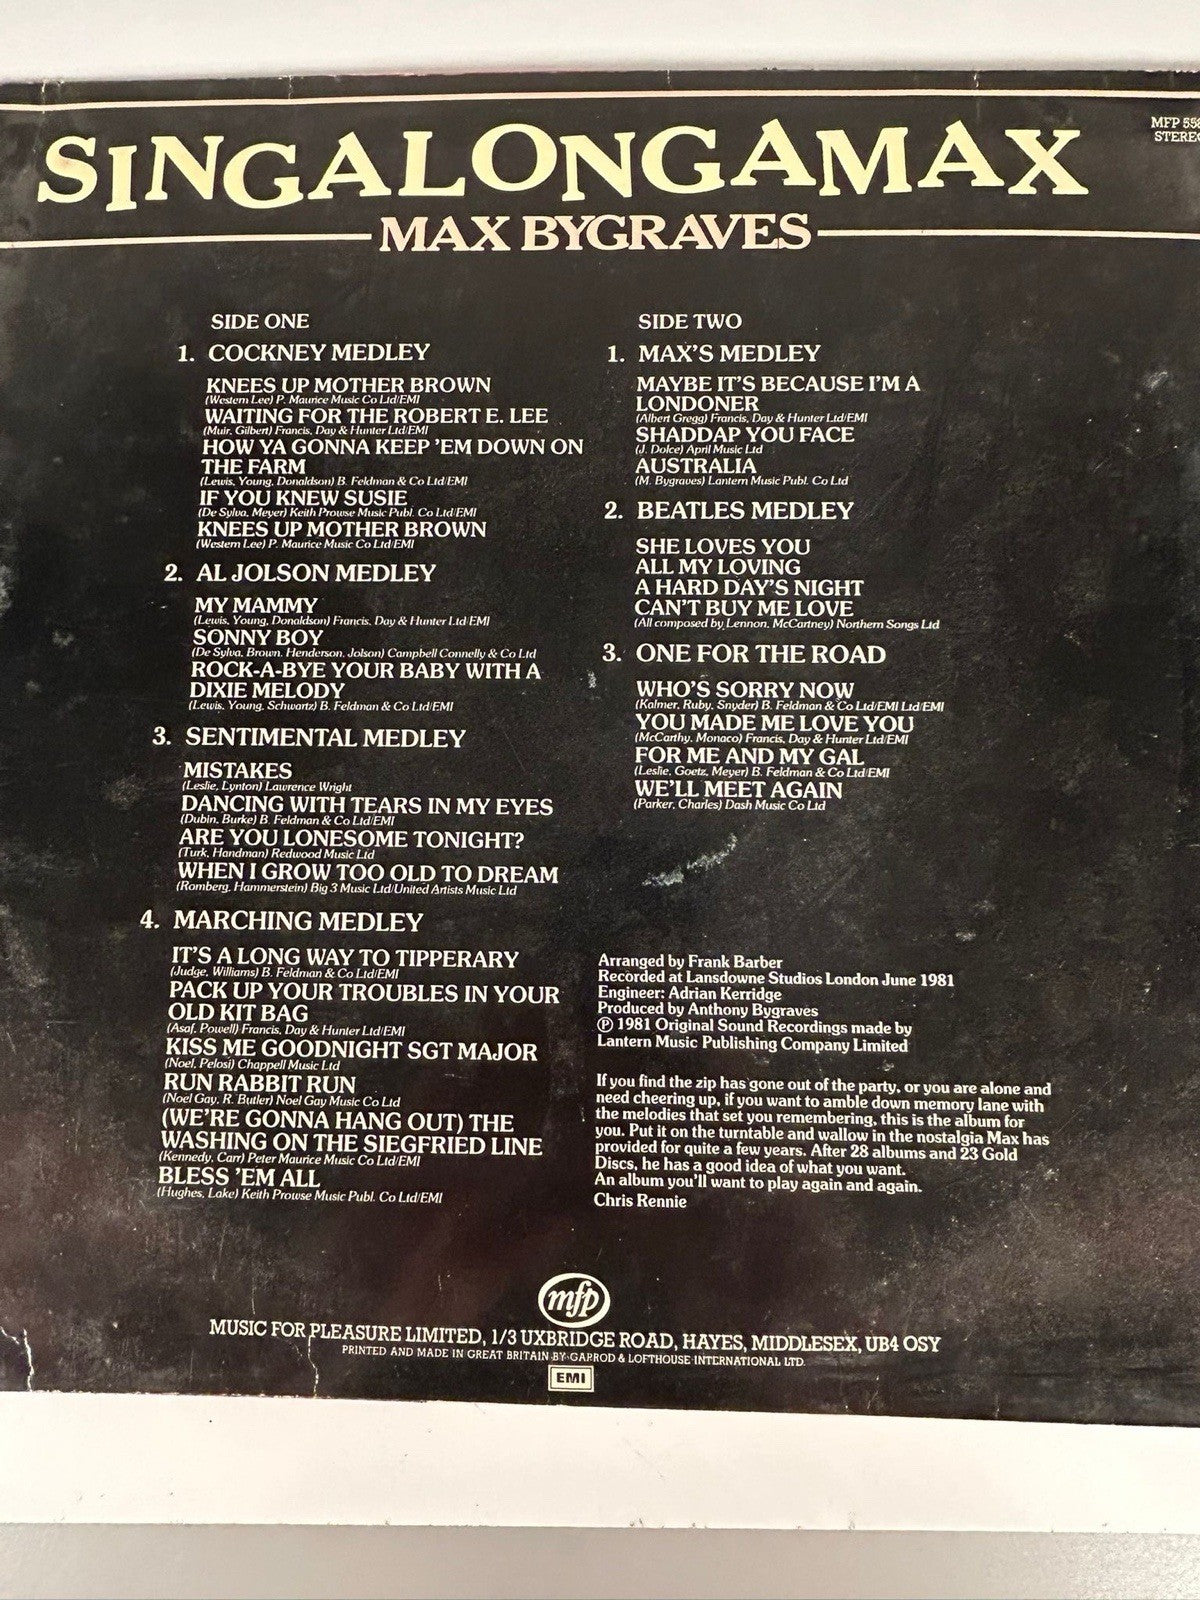 SINGALONGAMAX
MFP
STEREO
MAX BYGRAVES
SIDE ONE
1. COCKNEY MEDLEY
KNEES UP MOTHER BROWN
(Western Lee) P. Maurice Music Co Ltd/EMI
WAITING FOR THE ROBERT E. LEE
(Muir, Gilbert) Francis, Day & Hunter Ltd/EMI
HOW YA GONNA KEEP 'EM DOWN ON
THE FARM
(Lewis, Young, Donaldson) B. Feldman & Co Ltd/EMI
IF YOU KNEW SUSIE
(De Sylva, Meyer) Keith Prowse Music Publ. Co Ltd/EMI
KNEES UP MOTHER BROWN
(Western Lee) P. Maurice Music Co Ltd/EMI
2. AL JOLSON MEDLEY
MY MAMMY
(Lewis, Young, Donaldson) Francis, Day & Hunter Ltd/EMI
SONNY BOY
(De Sylva, Brown, Henderson, Jolson) Campbell Connelly & Co Ltd
ROCK-A-BYE YOUR BABY WITH A
DIXIE MELODY
(Lewis, Young, Schwartz) B. Feldman & Co Ltd/EMI
3. SENTIMENTAL MEDLEY
MISTAKES
(Leslie, Lynton) Lawrence Wright
DANCING WITH TEARS IN MY EYES
(Dubin, Burke) B. Feldman & Co Ltd/EMI
ARE YOU LONESOME TONIGHT?
(Turk, Handman) Redwood Music Ltd
WHEN I GROW TOO OLD TO DREAM
(Romberg, Hammerstein) Big 3 Music Ltd/United Artists Music Ltd
4. MARCHING MEDLEY
IT'S A LONG WAY TO TIPPERARY
(Judge, Williams) B. Feldman & Co Ltd/EMI
PACK UP YOUR TROUBLES IN YOUR
OLD KIT BAG
(Asaf, Powell) Francis, Day & Hunter Ltd/EMI
KISS ME GOODNIGHT SGT MAJOR
(Noel, Pelosi) Chappell Music Ltd
RUN RABBIT RUN
(Noel Gay, R. Butler) Noel Gay Music Co Ltd
(WE'RE GONNA HANG OUT) THE
WASHING ON THE SIEGFRIED LINE
(Kennedy, Carr) Peter Maurice Music Co Ltd/EMI
BLESS 'EM ALL
(Hughes, Lake) Keith Prowse Music Publ. Co Ltd/EMI
SIDE TWO
1. MAX'S MEDLEY
MAYBE IT'S BECAUSE I'M A
LONDONER
(Albert Gregg) Francis, Day & Hunter Ltd/EMI
SHADDAP YOU FACE
(J. Dolce) April Music Ltd
AUSTRALIA
(M. Bygraves) Lantern Music Publ. Co Ltd
2. BEATLES MEDLEY
SHE LOVES YOU
ALL MY LOVING
A HARD DAY'S NIGHT
CAN'T BUY ME LOVE
(All composed by Lennon, McCartney) Northern Songs Ltd
3. ONE FOR THE ROAD
WHO'S SORRY NOW
(Kalmer, Ruby, Snyder) B. Feldman & Co Ltd/EMI Ltd/EMI
YOU MADE ME LOVE YOU
(McCarthy, Monaco) Francis, Day & Hunter Ltd/EMI
FOR ME AND MY GAL
(Leslie, Goetz, Meyer) B. Feldman & Co Ltd/EMI
WE'LL MEET AGAIN
(Parker, Charles) Dash Music Co Ltd
Arranged by Frank Barber
Recorded at Lansdowne Studios London June 1981
Engineer: Adrian Kerridge
Produced by Anthony Bygraves
℗ 1981 Original Sound Recordings made by
Lantern Music Publishing Company Limited
If you find the zip has gone out of the party, or you are alone and
need cheering up, if you want to amble down memory lane with
the melodies that set you remembering, this is the album for
you. Put it on the turntable and wallow in the nostalgia Max has
provided for quite a few years. After 28 albums and 23 Gold
Discs, he has a good idea of what you want.
An album you'll want to play again and again.
Chris Rennie
mfp
MUSIC FOR PLEASURE LIMITED, 1/3 UXBRIDGE ROAD, HAYES, MIDDLESEX, UB4 OSY
PRINTED AND MADE IN GREAT BRITAIN BY GARROD & LOFTHOUSE INTERNATIONAL LTD.
EMI